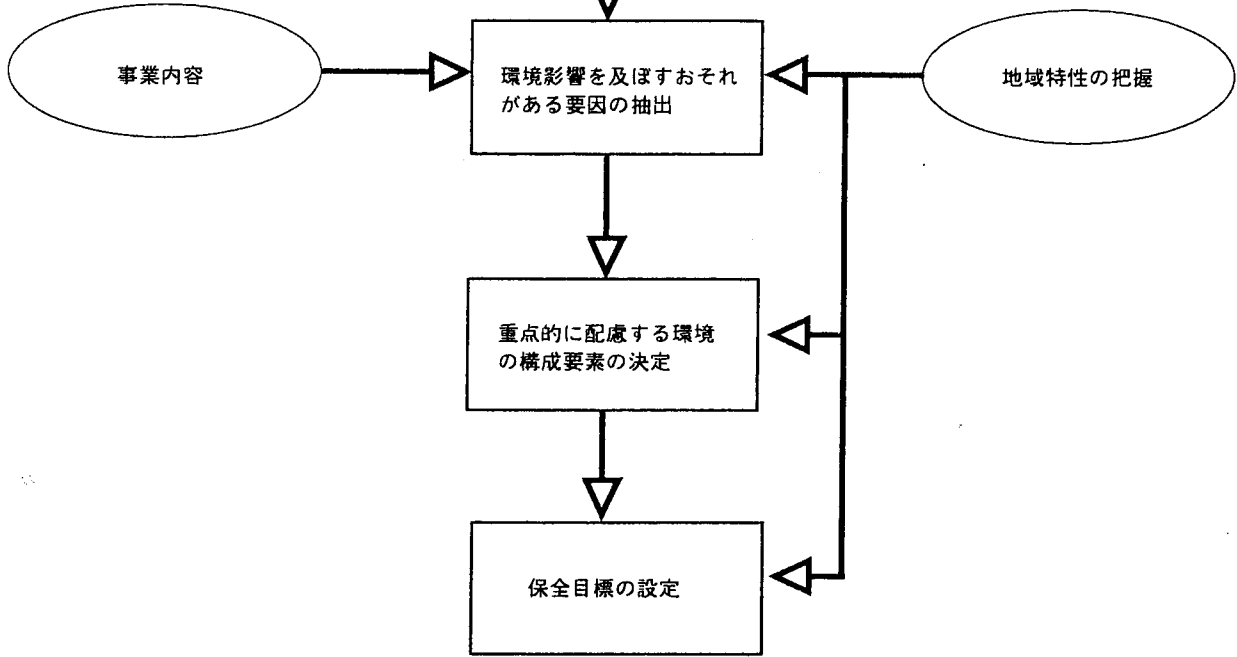 事業内容
環境影響を及ぼすおそれ
がある要因の抽出
地域特性の把握
重点的に配慮する環境
の構成要素の決定
保全目標の設定